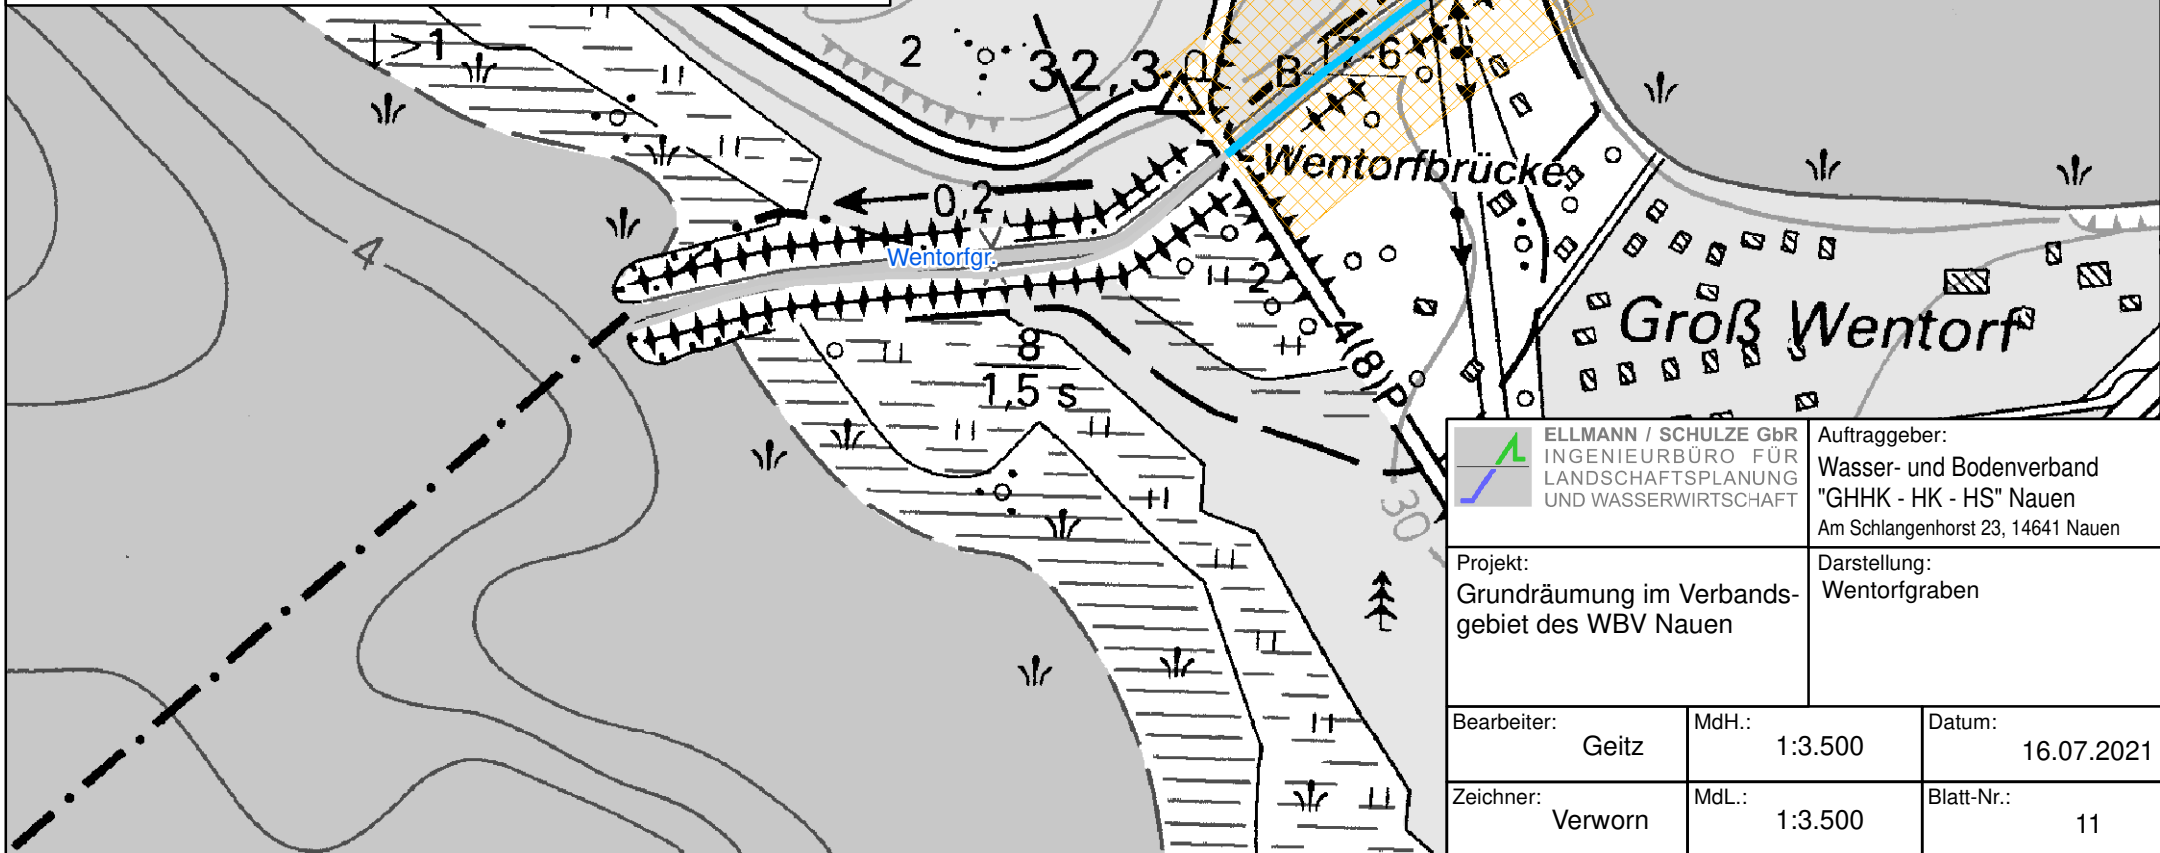 >1
2
32,3
B
17-6
Wentorfbrücke
0,2
Wentorfgr.
4
2
Groß Wentorf
4(8)P
8
1,5 s
30
ELLMANN / SCHULZE GbR
INGENIEURBÜRO FÜR
LANDSCHAFTSPLANUNG
UND WASSERWIRTSCHAFT
Auftraggeber:
Wasser- und Bodenverband
"GHHK - HK - HS" Nauen
Am Schlangenhorst 23, 14641 Nauen
Projekt:
Grundräumung im Verbands-
gebiet des WBV Nauen
Darstellung:
Wentorfgraben
Bearbeiter:
Geitz
MdH.:
1:3.500
Datum:
16.07.2021
Zeichner:
Verworn
MdL.:
1:3.500
Blatt-Nr.:
11